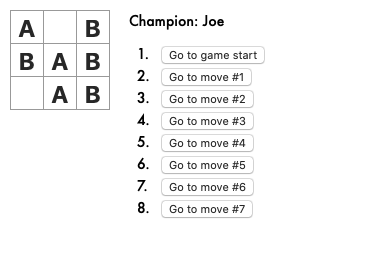 A B
B A B
A B
Champion: Joe
1. Go to game start
2. Go to move #1
3. Go to move #2
4. Go to move #3
5. Go to move #4
6. Go to move #5
7. Go to move #6
8. Go to move #7